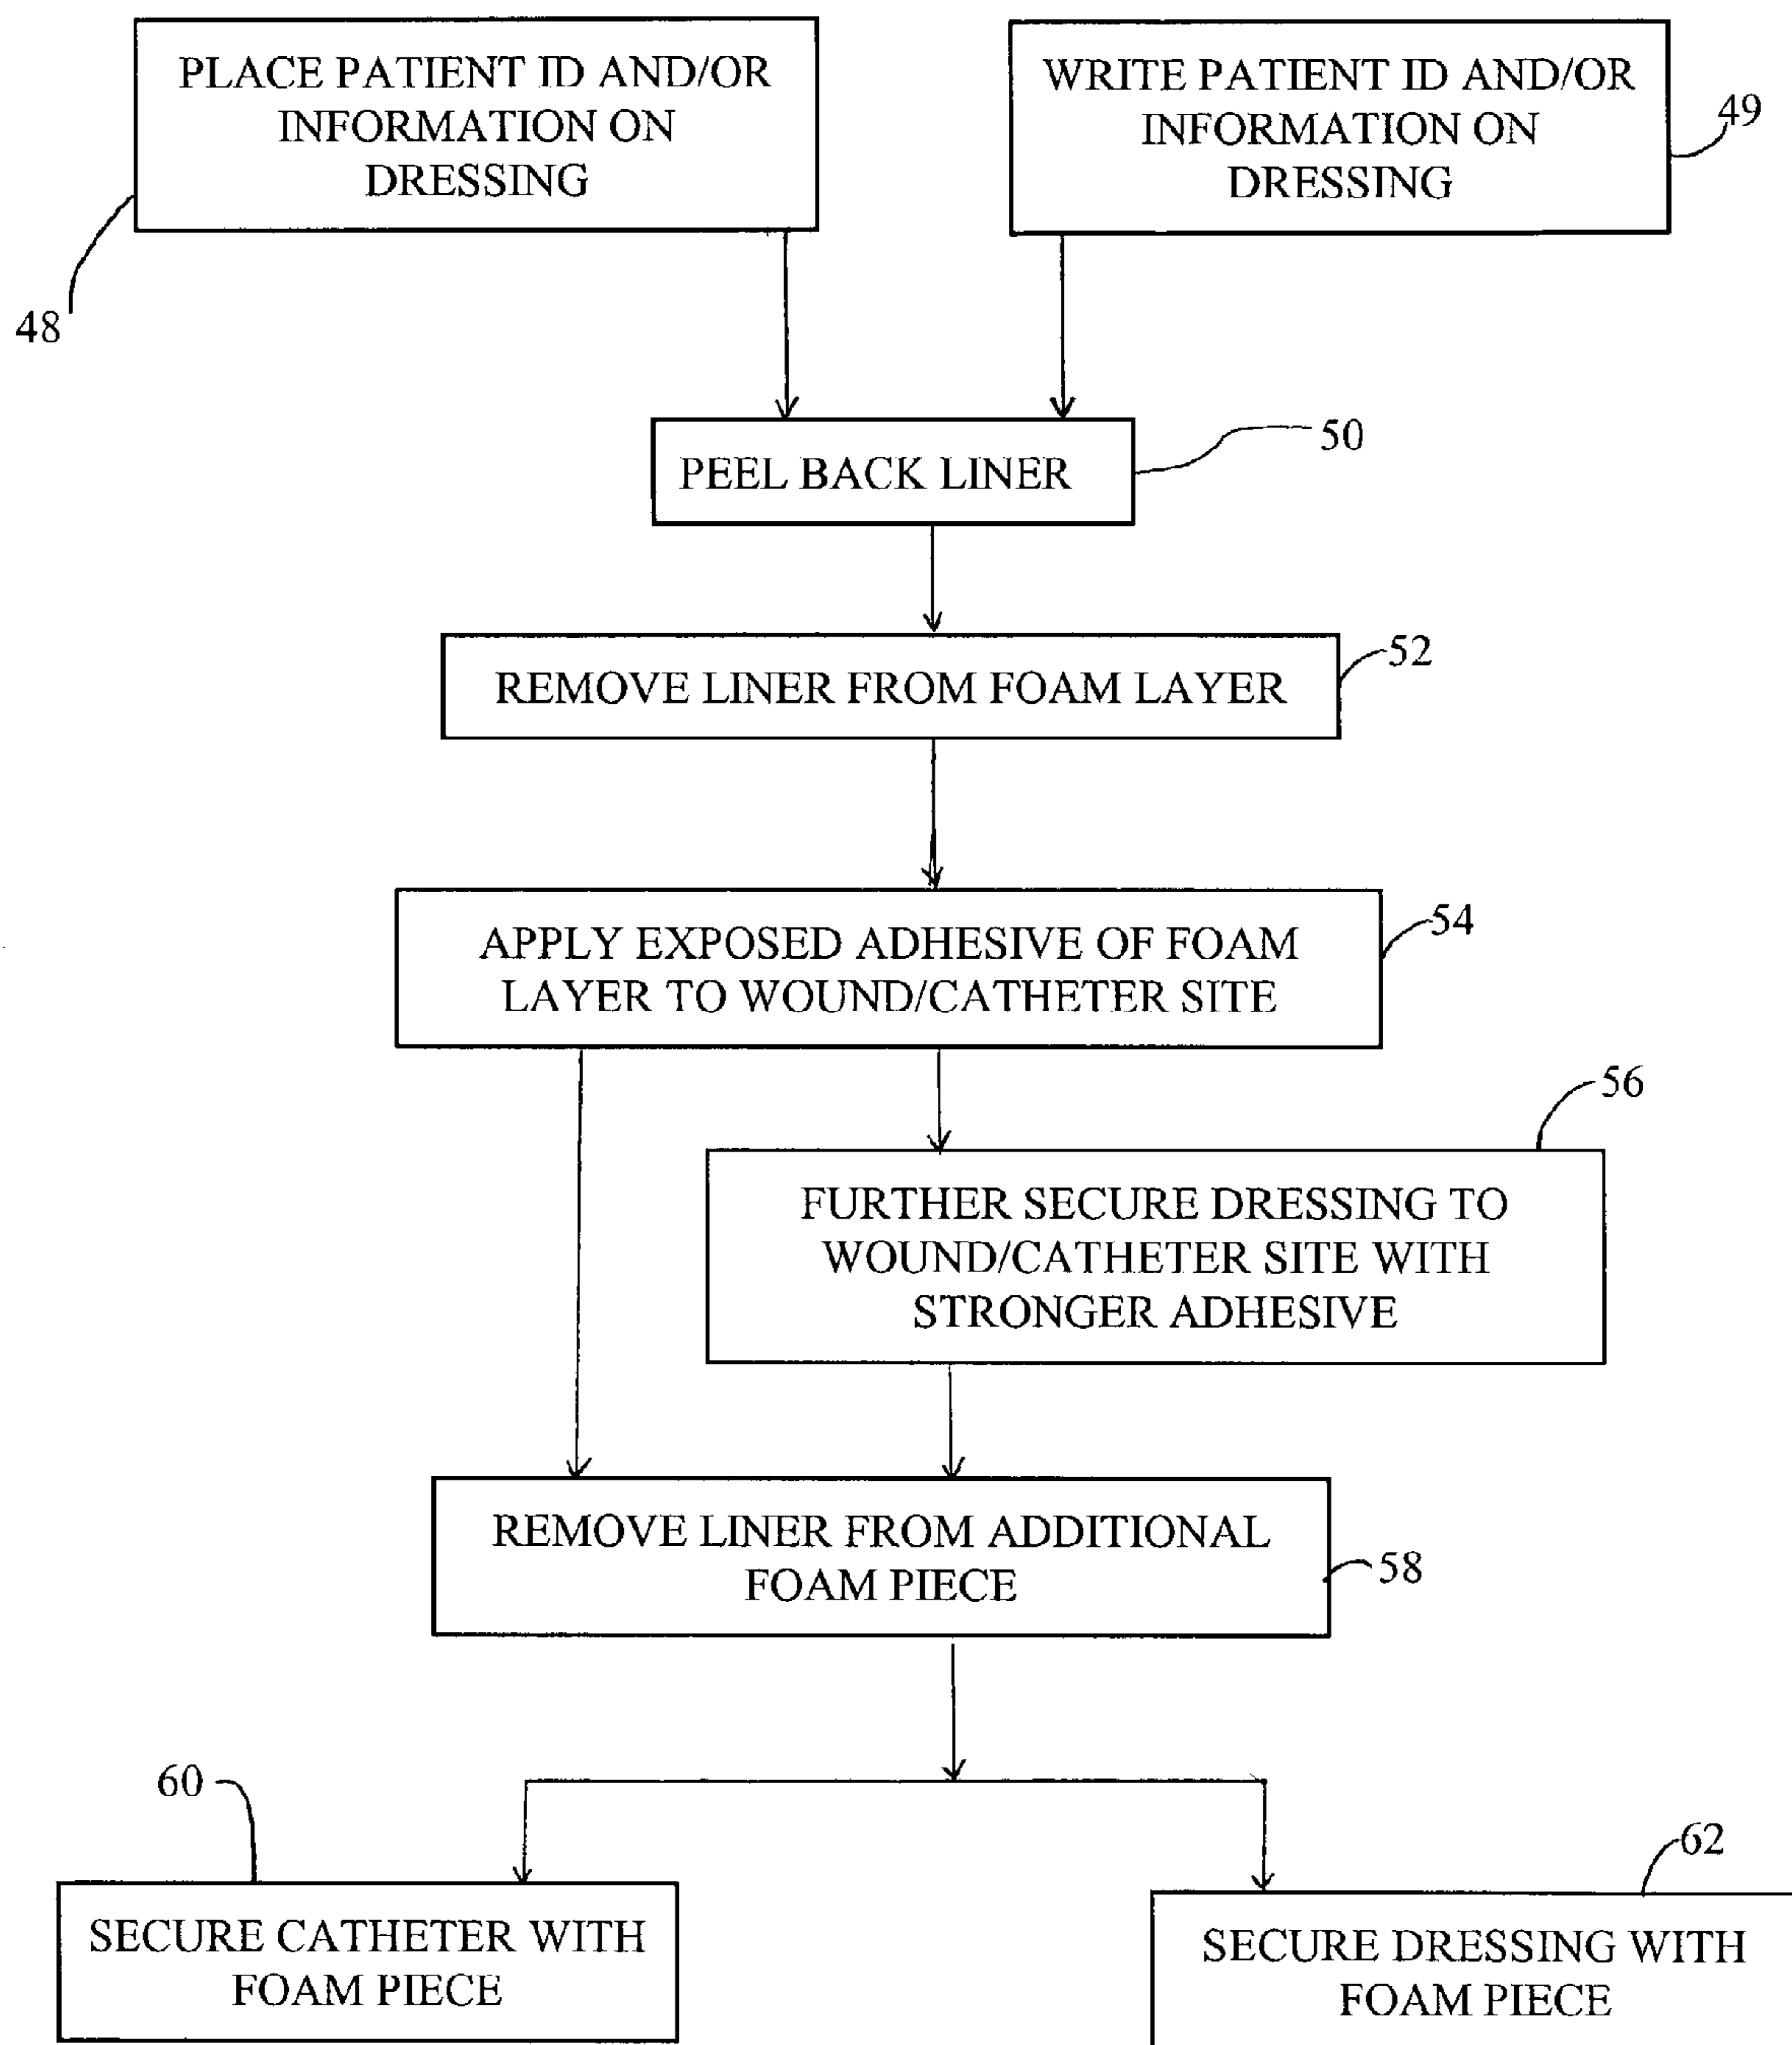 PLACE PATIENT ID AND/OR
INFORMATION ON
DRESSING
48
WRITE PATIENT ID AND/OR
INFORMATION ON
DRESSING
49
PEEL BACK LINER
50
REMOVE LINER FROM FOAM LAYER
52
APPLY EXPOSED ADHESIVE OF FOAM
LAYER TO WOUND/CATHETER SITE
54
56
FURTHER SECURE DRESSING TO
WOUND/CATHETER SITE WITH
STRONGER ADHESIVE
REMOVE LINER FROM ADDITIONAL
FOAM PIECE
58
60
SECURE CATHETER WITH
FOAM PIECE
62
SECURE DRESSING WITH
FOAM PIECE